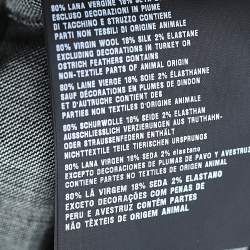 80% LANA VERGINE 18% SETA 2%
ESCLUSO DECORAZIONI IN PIUME
DI TACCHINO E STRUZZO CONTIENE
PARTI NON TESSILI DI ORIGINE ANIMALE
80% VIRGIN WOOL 18% SILK 2% ELASTANE
EXCLUDING DECORATIONS IN TURKEY OR
OSTRICH FEATHERS CONTAINS
NON-TEXTILE PARTS OF ANIMAL ORIGIN
80% LAINE VIERGE 18% SOIE 2% ELASTHANNE
SAUF DÉCORATIONS EN PLUMES DE DINDON
ET D'AUTRUCHE CONTIENT DES
PARTIES NON TEXTILES D'ORIGINE ANIMALE
80% SCHURWOLLE 18% SEIDE 2% ELASTHAN
AUSSCHLIESSLICH VERZIERUNGEN AUS TRUTHAHN-
ODER STRAUSSENFEDERN ENTHÄLT
NICHTTEXTILE TEILE TIERISCHEN URSPRUNGS
80% LANA VIRGEN 18% SEDA 2% elastano
EXCEPTO DECORACIONES DE PLUMAS DE PAVO Y AVESTRUZ
CONTIENE PARTES NO TEXTILES DE ORIGEN ANIMAL
80% LÃ VIRGEM 18% SEDA 2% ELASTANO
EXCETO DECORAÇÕES COM PENAS DE
PERU E AVESTRUZ CONTÉM PARTES
NÃO TÊXTEIS DE ORIGEM ANIMAL